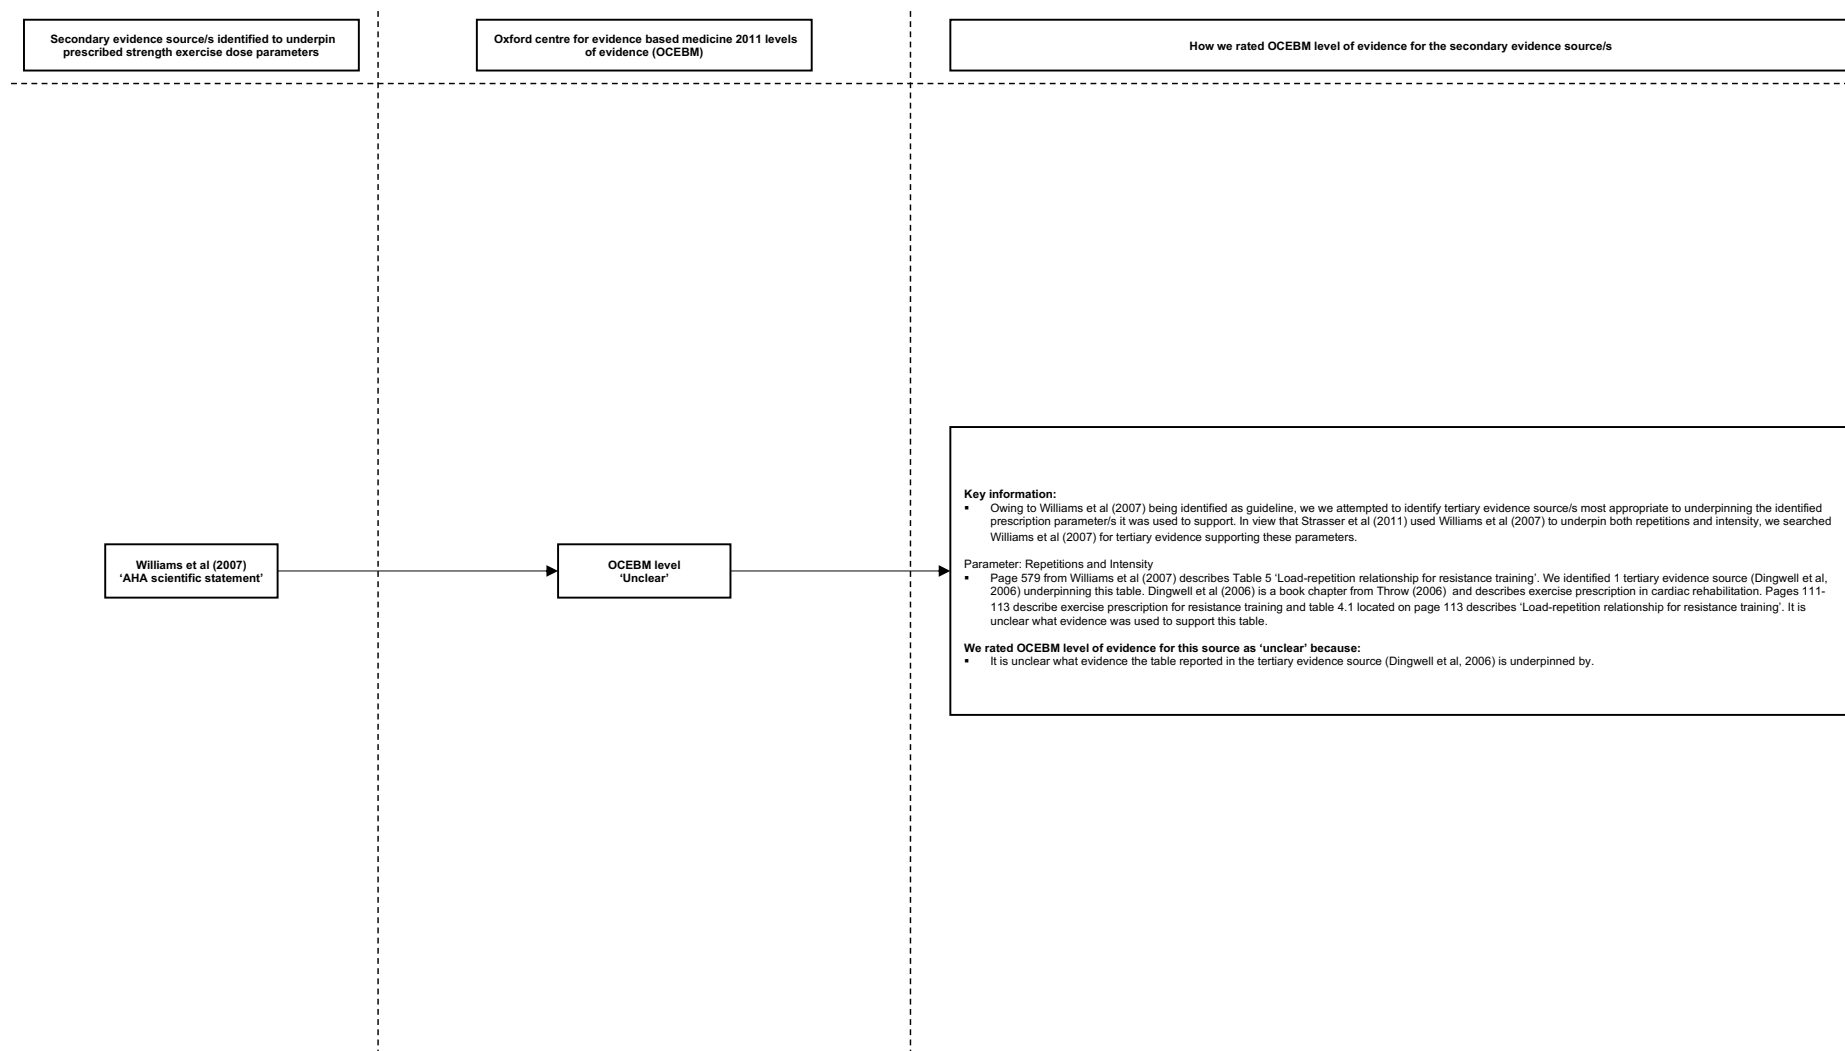 Secondary evidence source/s identified to underpin
prescribed strength exercise dose parameters
Oxford centre for evidence based medicine 2011 levels
of evidence (OCEBM)
How we rated OCEBM level of evidence for the secondary evidence source/s
Williams et al (2007)
‘AHA scientific statement’
OCEBM level
‘Unclear’
Key information:
▪ Owing to Williams et al (2007) being identified as guideline, we we attempted to identify tertiary evidence source/s most appropriate to underpinning the identified
prescription parameter/s it was used to support. In view that Strasser et al (2011) used Williams et al (2007) to underpin both repetitions and intensity, we searched
Williams et al (2007) for tertiary evidence supporting these parameters.
Parameter: Repetitions and Intensity
▪ Page 579 from Williams et al (2007) describes Table 5 ‘Load-repetition relationship for resistance training’. We identified 1 tertiary evidence source (Dingwell et al,
2006) underpinning this table. Dingwell et al (2006) is a book chapter from Throw (2006) and describes exercise prescription in cardiac rehabilitation. Pages 111-
113 describe exercise prescription for resistance training and table 4.1 located on page 113 describes ‘Load-repetition relationship for resistance training’. It is
unclear what evidence was used to support this table.
We rated OCEBM level of evidence for this source as ‘unclear’ because:
▪ It is unclear what evidence the table reported in the tertiary evidence source (Dingwell et al, 2006) is underpinned by.